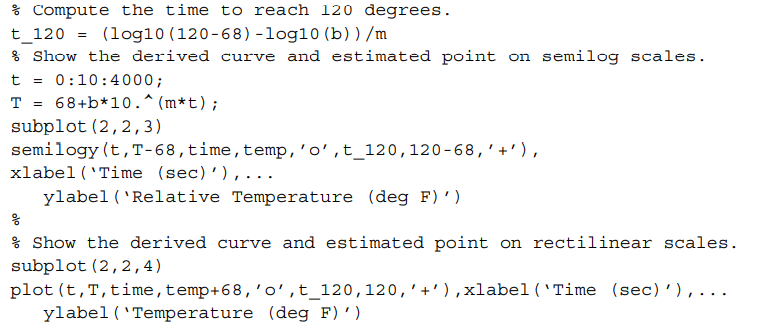 % Compute the time to reach 120 degrees.
t_120 = (log10(120-68)-log10(b))/m
% Show the derived curve and estimated point on semilog scales.
t = 0:10:4000;
T = 68+b*10.^(m*t);
subplot(2,2,3)
semilogy(t,T-68,time,temp,’o’,t_120,120-68,’+’),
xlabel(‘Time (sec)’),...
   ylabel(‘Relative Temperature (deg F)’)
%
% Show the derived curve and estimated point on rectilinear scales.
subplot(2,2,4)
plot(t,T,time,temp+68,’o’,t_120,120,’+’),xlabel(‘Time (sec)’),...
   ylabel(‘Temperature (deg F)’)